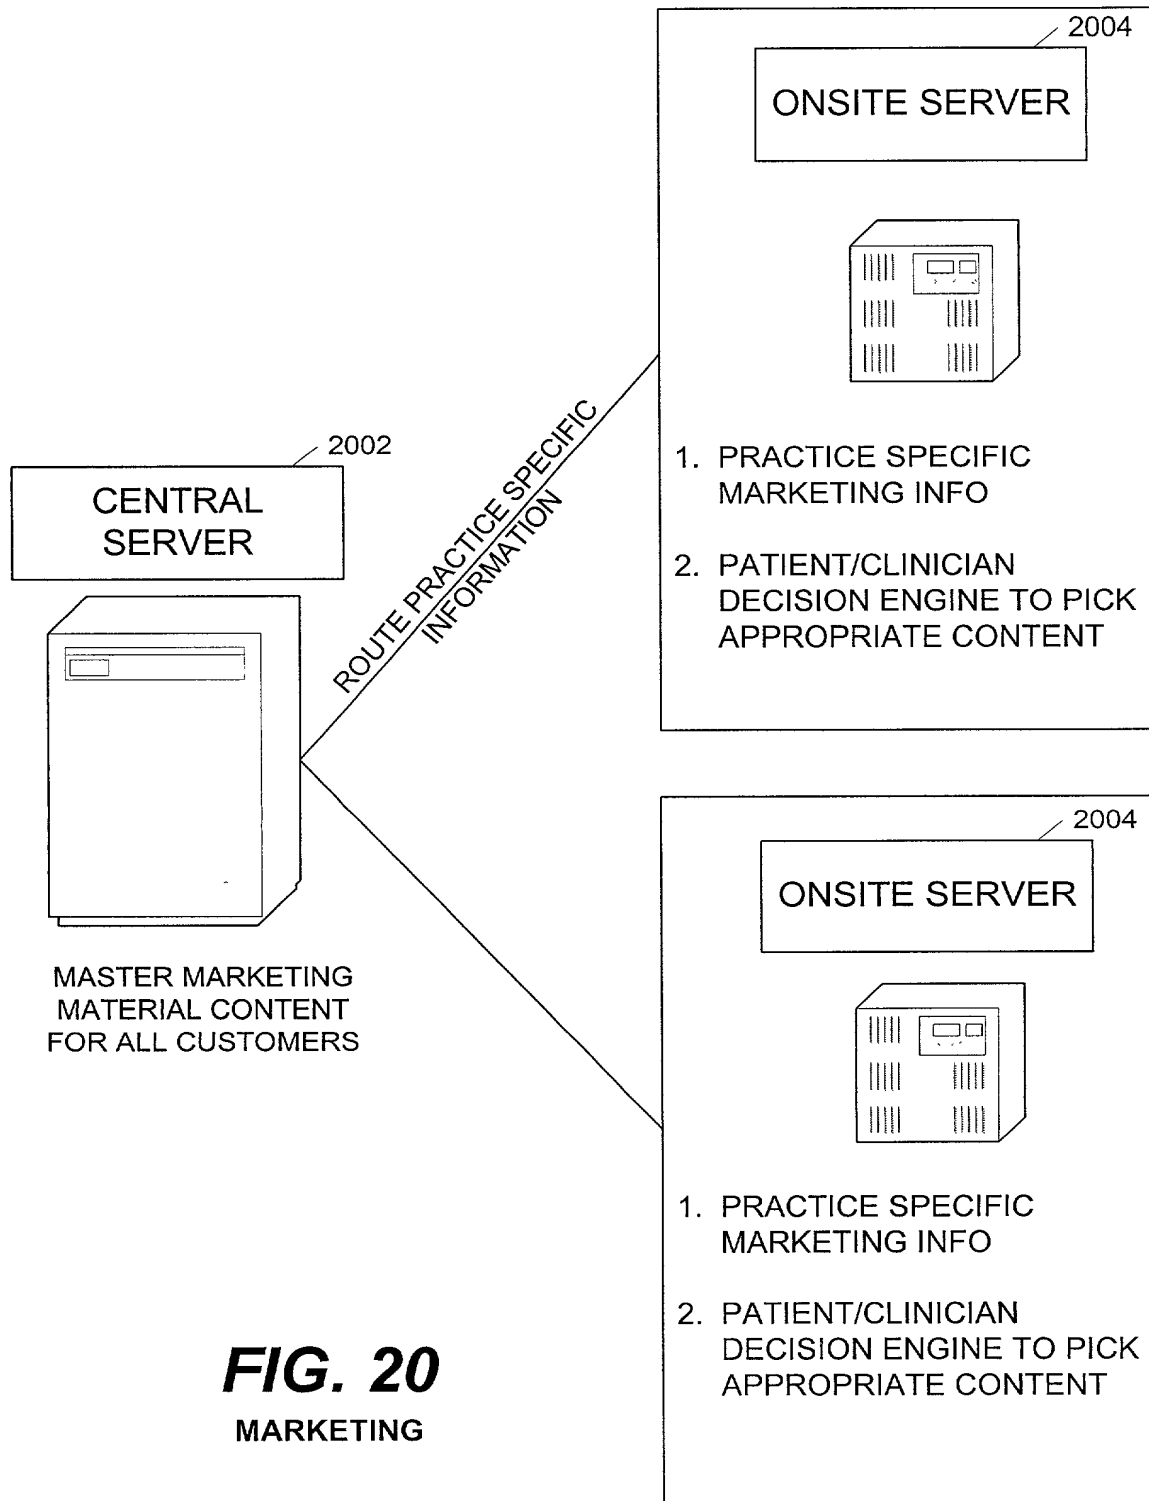 2004
ONSITE SERVER
1. PRACTICE SPECIFIC
MARKETING INFO
2. PATIENT/CLINICIAN
DECISION ENGINE TO PICK
APPROPRIATE CONTENT
2002
CENTRAL
SERVER
ROUTE PRACTICE SPECIFIC
INFORMATION
MASTER MARKETING
MATERIAL CONTENT
FOR ALL CUSTOMERS
2004
ONSITE SERVER
1. PRACTICE SPECIFIC
MARKETING INFO
2. PATIENT/CLINICIAN
DECISION ENGINE TO PICK
APPROPRIATE CONTENT
FIG. 20
MARKETING